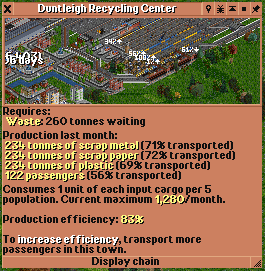 Duntleigh Recycling Center
Requires:
Waste: 260 tonnes waiting
Production last month:
234 tonnes of scrap metal (71% transported)
234 tonnes of scrap paper (72% transported)
234 tonnes of plastic (69% transported)
122 passengers (56% transported)
Consumes 1 unit of each input cargo per 5
population. Current maximum 1,280/month.
Production efficiency: 83%
To increase efficiency, transport more
passengers in this town.
Display chain